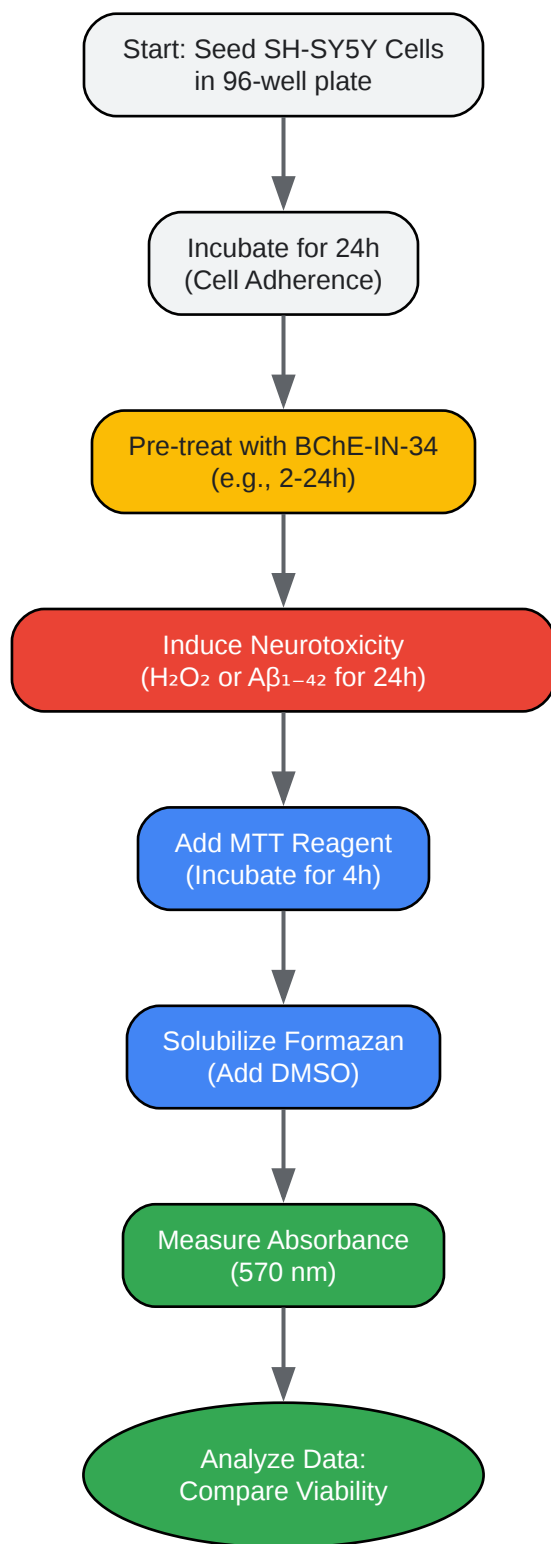 Start: Seed SH-SY5Y Cells
in 96-well plate
Incubate for 24h
(Cell Adherence)
Pre-treat with BChE-IN-34
(e.g., 2-24h)
Induce Neurotoxicity
(H₂O₂ or Aβ₁₋₄₂ for 24h)
Add MTT Reagent
(Incubate for 4h)
Solubilize Formazan
(Add DMSO)
Measure Absorbance
(570 nm)
Analyze Data:
Compare Viability